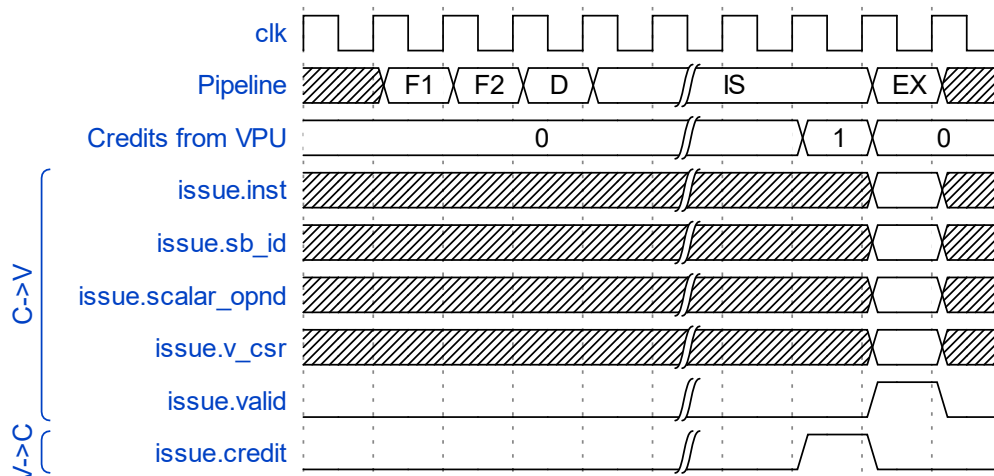 clk
Pipeline F1 F2 D IS EX
Credits from VPU 0 1 0
C->V
issue.inst
issue.sb_id
issue.scalar_opnd
issue.v_csr
issue.valid
V->C
issue.credit